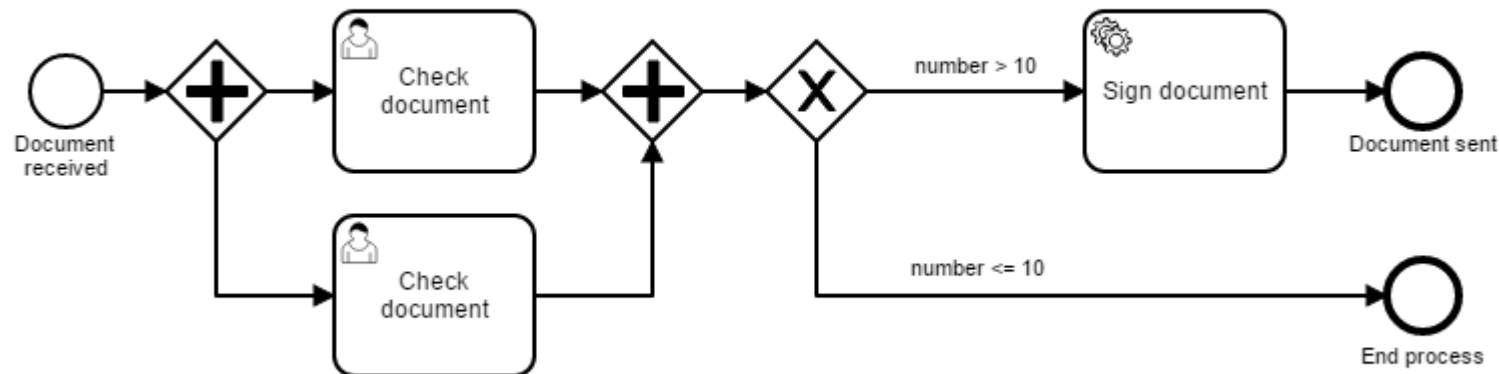 Document
received
Check
document
Check
document
number > 10
Sign document
Document sent
number <= 10
End process